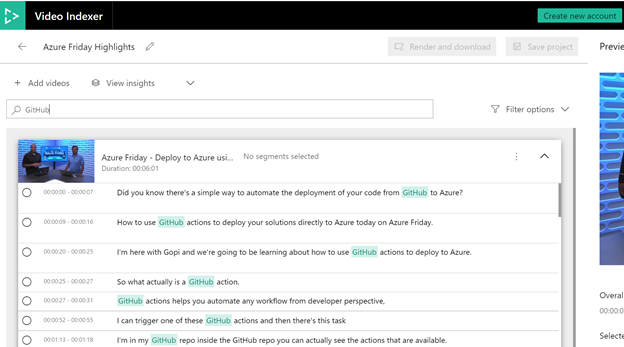 Video Indexer
Create new account
Azure Friday Highlights
Render and download
Save project
Previe
+ Add videos
View insights
GitHub
Filter options
Azure Friday - Deploy to Azure usi...
No segments selected
Duration: 00:06:01
00:00:00 - 00:00:07 Did you know there's a simple way to automate the deployment of your code from GitHub to Azure?
00:00:09 - 00:00:16 How to use GitHub actions to deploy your solutions directly to Azure today on Azure Friday.
00:00:20 - 00:00:25 I'm here with Gopi and we're going to be learning about how to use GitHub actions to deploy to Azure.
00:00:25 - 00:00:27 So what actually is a GitHub action.
00:00:27 - 00:00:31 GitHub actions helps you automate any workflow from developer perspective,
00:00:52 - 00:00:55 I can trigger one of these GitHub actions and then there's this task
00:01:13 - 00:01:18 I'm in my GitHub repo inside the GitHub repo you can actually see the actions that are available.
Overal
00:00:0
Selecte